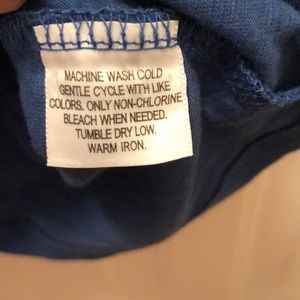 MACHINE WASH COLD
GENTLE CYCLE WITH LIKE
COLORS. ONLY NON-CHLORINE
BLEACH WHEN NEEDED.
TUMBLE DRY LOW.
WARM IRON.